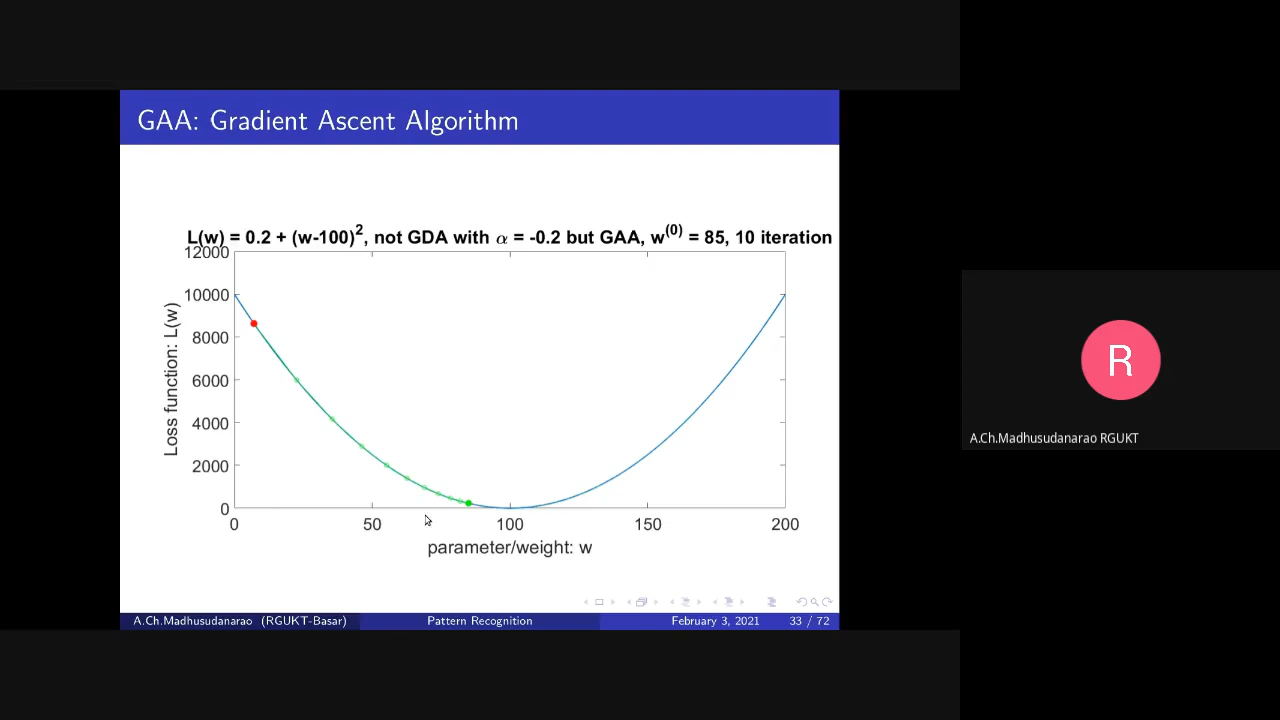 GAA: Gradient Ascent Algorithm
L(w) = 0.2 + (w-100)², not GDA with α = -0.2 but GAA, w⁽⁰⁾ = 85, 10 iteration
12000
10000
8000
6000
4000
2000
0
Loss function: L(w)
0 50 100 150 200
parameter/weight: w
A.Ch.Madhusudanarao (RGUKT-Basar) Pattern Recognition February 3, 2021 33 / 72
R
A.Ch.Madhusudanarao RGUKT